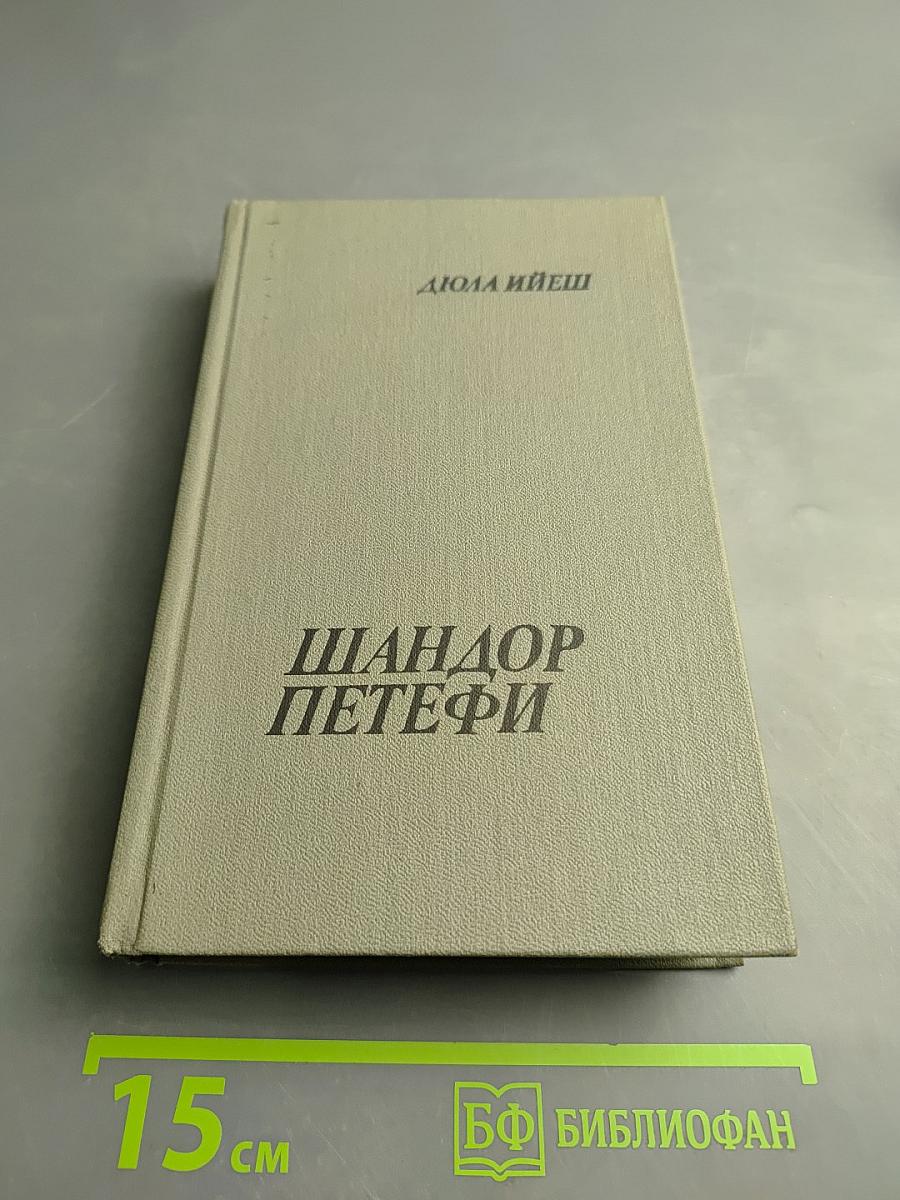 ДЮЛА ИЙЕШ
ШАНДОР
ПЕТЕФИ
15 см
БФ БИБЛИОФАН